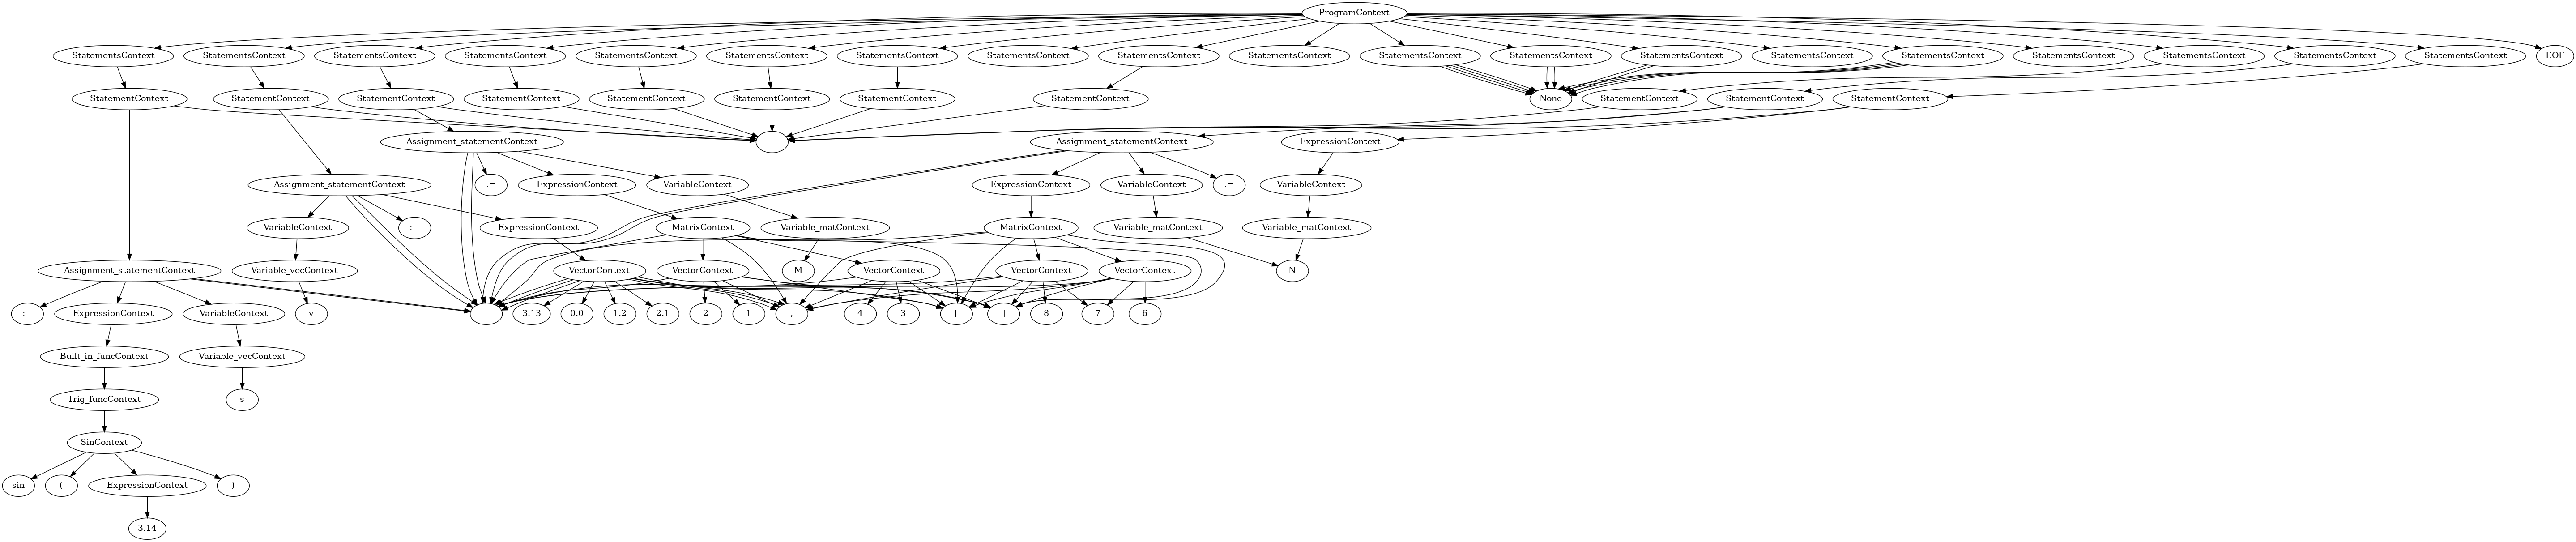 ProgramContext
StatementsContext StatementsContext StatementsContext StatementsContext StatementsContext StatementsContext StatementsContext StatementsContext StatementsContext StatementsContext StatementsContext StatementsContext StatementsContext StatementsContext StatementsContext StatementsContext StatementsContext StatementsContext StatementsContext EOF
StatementContext StatementContext StatementContext StatementContext StatementContext StatementContext StatementContext StatementContext None StatementContext StatementContext StatementContext
Assignment_statementContext Assignment_statementContext ExpressionContext
Assignment_statementContext := ExpressionContext VariableContext ExpressionContext VariableContext := VariableContext
VariableContext := ExpressionContext MatrixContext Variable_matContext MatrixContext Variable_matContext Variable_matContext
Assignment_statementContext Variable_vecContext VectorContext VectorContext M VectorContext VectorContext VectorContext N
:= ExpressionContext VariableContext v 3.13 0.0 1.2 2.1 2 1 , 4 3 [ ] 8 7 6
Built_in_funcContext Variable_vecContext
Trig_funcContext s
SinContext
sin ( ExpressionContext )
3.14